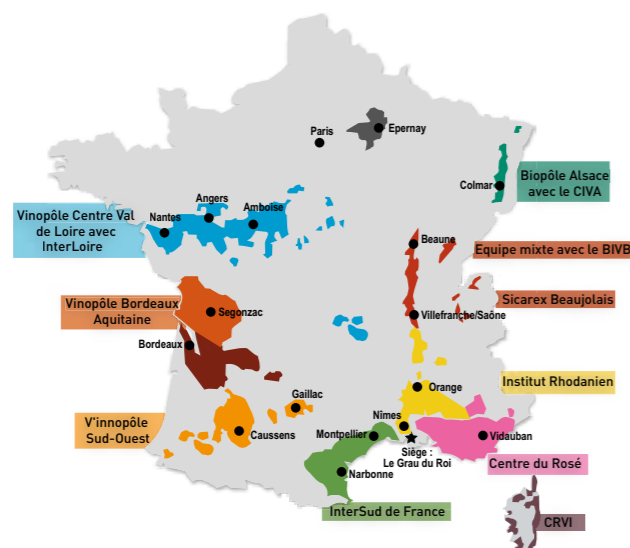 Paris
Epernay
Colmar
Biopôle Alsace
avec le CIVA
Angers
Amboise
Nantes
Vinopôle Centre Val
de Loire avec
InterLoire
Beaune
Equipe mixte avec le BIVB
Sicarex Beaujolais
Villefranche/Saône
Vinopôle Bordeaux
Aquitaine
Segonzac
Bordeaux
Institut Rhodanien
Orange
Gaillac
Nîmes
V'innopôle
Sud-Ouest
Caussens
Montpellier
Vidauban
Siège :
Le Grau du Roi
Centre du Rosé
Narbonne
InterSud de France
CRVI